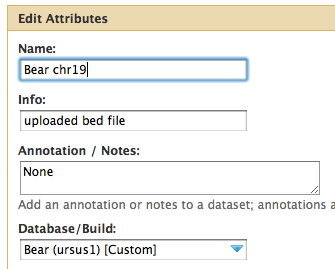 Edit Attributes
Name:
Bear chr19
Info:
uploaded bed file
Annotation / Notes:
None
Add an annotation or notes to a dataset; annotations a
Database/Build:
Bear (ursus1) [Custom]